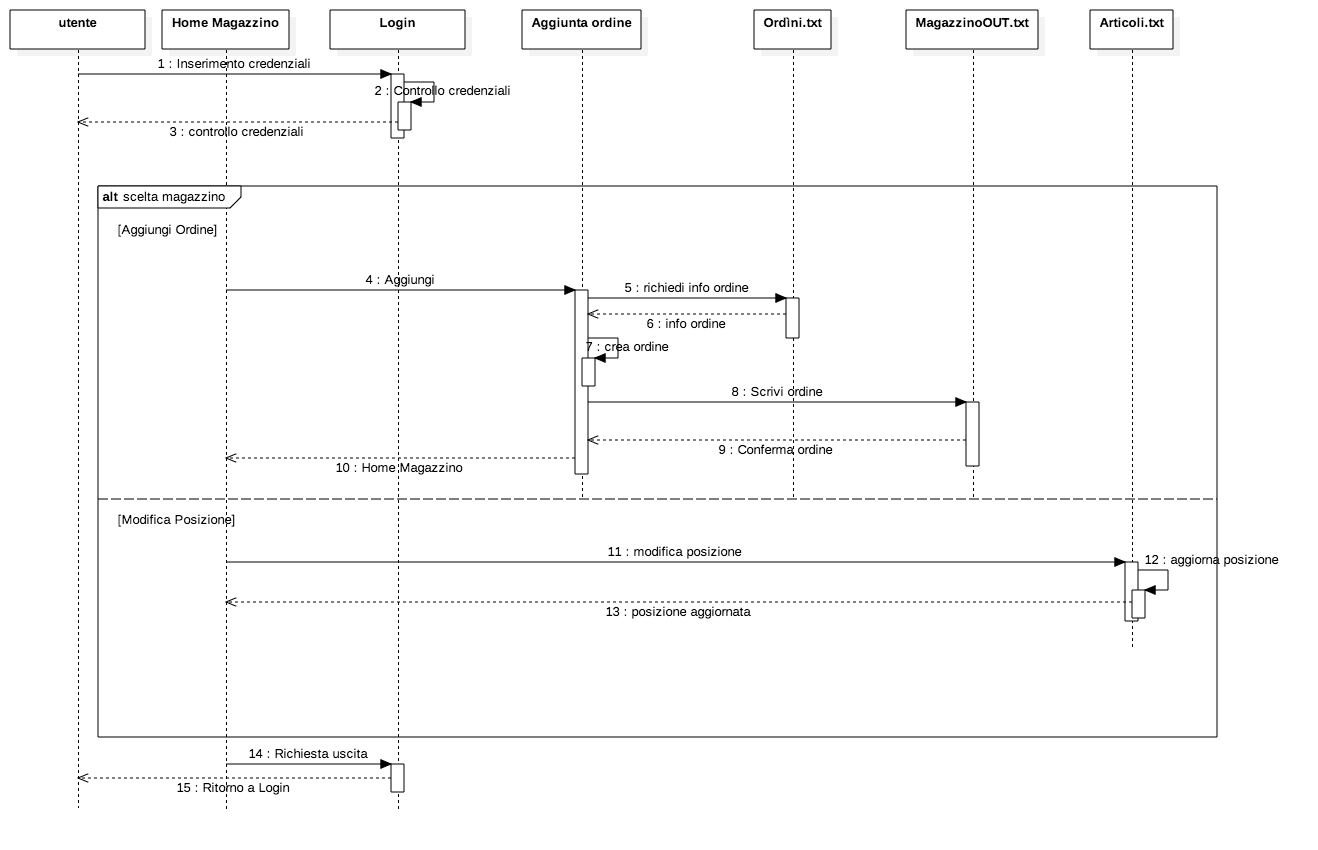 utente
Home Magazzino
Login
Aggiunta ordine
Ordini.txt
MagazzinoOUT.txt
Articoli.txt
1 : Inserimento credenziali
2 : Controllo credenziali
3 : controllo credenziali
alt scelta magazzino
[Aggiungi Ordine]
4 : Aggiungi
5 : richiedi info ordine
6 : info ordine
7 : crea ordine
8 : Scrivi ordine
9 : Conferma ordine
10 : Home Magazzino
[Modifica Posizione]
11 : modifica posizione
12 : aggiorna posizione
13 : posizione aggiornata
14 : Richiesta uscita
15 : Ritorno a Login